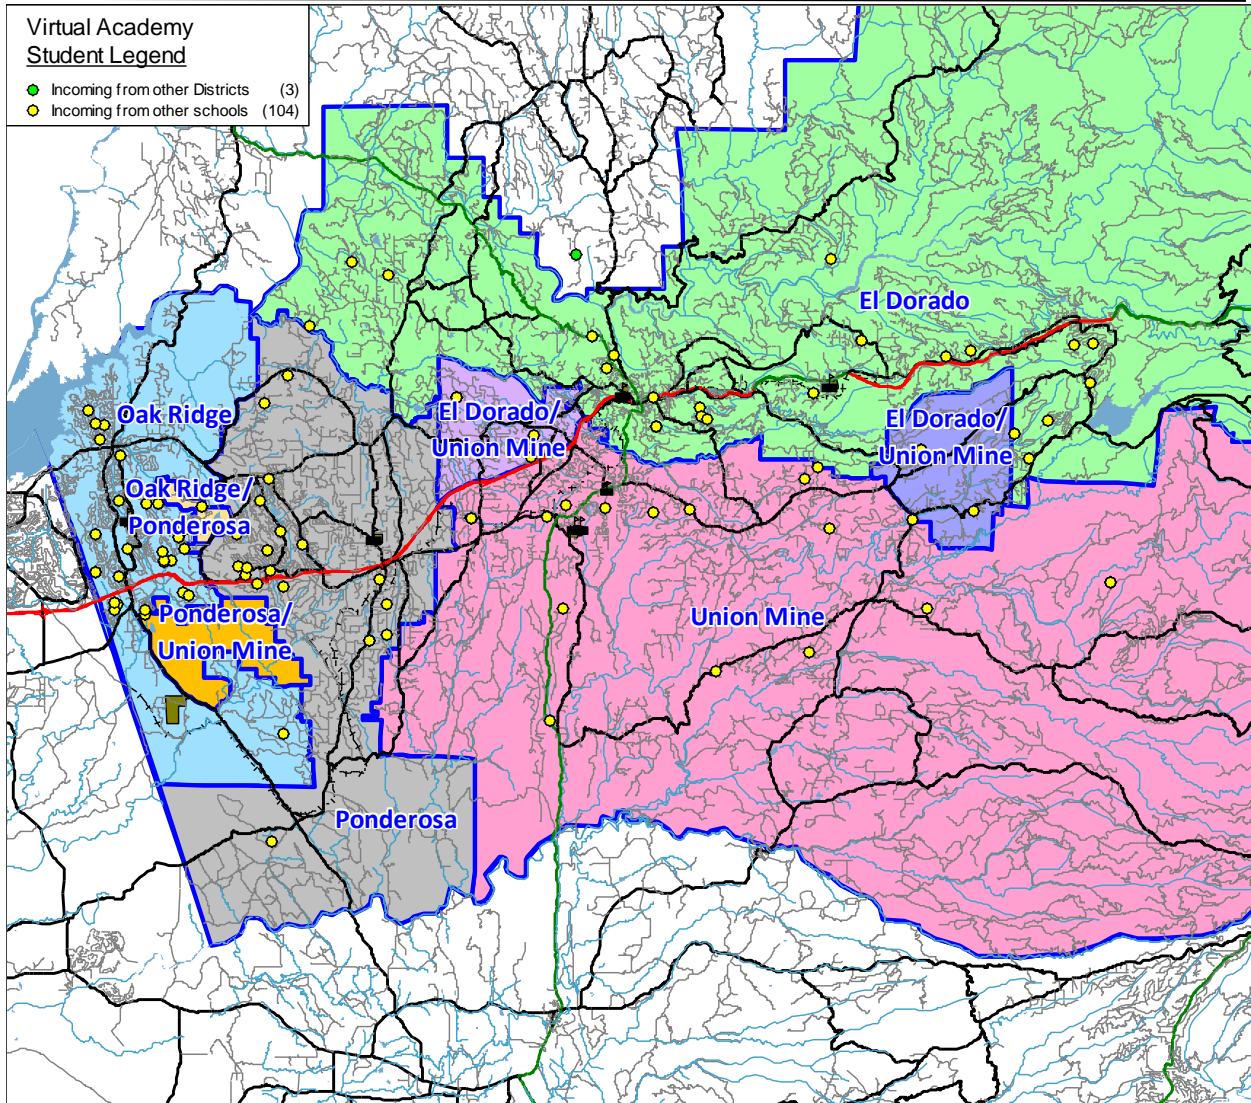 Virtual Academy
Student Legend
Incoming from other Districts (3)
Incoming from other schools (104)
El Dorado
Oak Ridge
El Dorado/
Union Mine
El Dorado/
Union Mine
Oak Ridge/
Ponderosa
Ponderosa/
Union Mine
Union Mine
Ponderosa